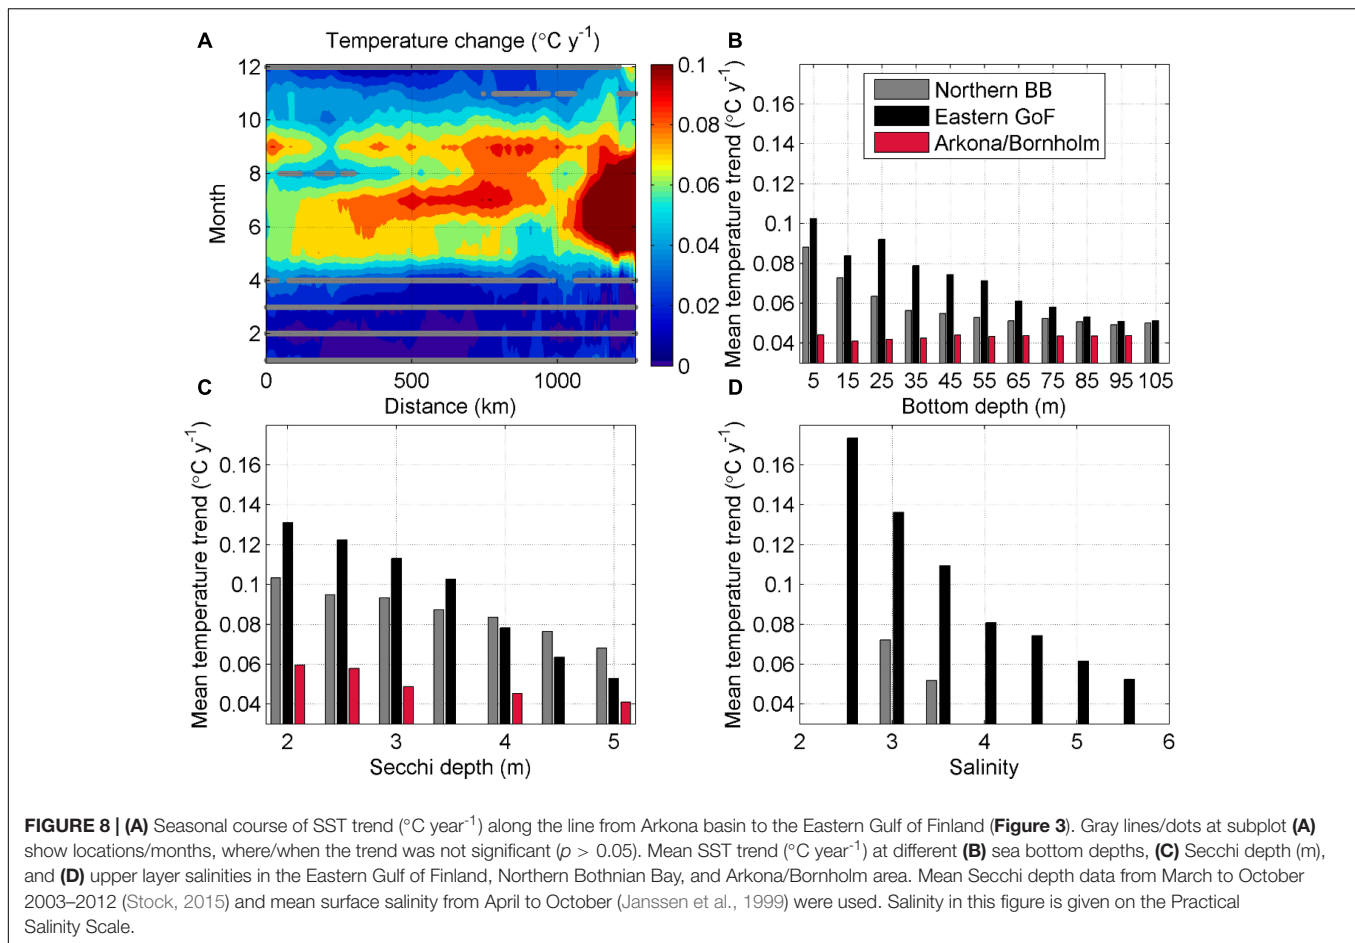 A
Temperature change (°C y-1)
12
10
8
6
4
2
Month
0
500
1000
Distance (km)
0.1
0.08
0.06
0.04
0.02
0
B
Northern BB
Eastern GoF
Arkona/Bornholm
Mean temperature trend (°C y-1)
0.16
0.14
0.12
0.1
0.08
0.06
0.04
5 15 25 35 45 55 65 75 85 95 105
Bottom depth (m)
C
Mean temperature trend (°C y-1)
0.16
0.14
0.12
0.1
0.08
0.06
0.04
2 3 4 5
Secchi depth (m)
D
Mean temperature trend (°C y-1)
0.16
0.14
0.12
0.1
0.08
0.06
0.04
2 3 4 5 6
Salinity
FIGURE 8 | (A) Seasonal course of SST trend (°C year-1) along the line from Arkona basin to the Eastern Gulf of Finland (Figure 3). Gray lines/dots at subplot (A)
show locations/months, where/when the trend was not significant (p > 0.05). Mean SST trend (°C year-1) at different (B) sea bottom depths, (C) Secchi depth (m),
and (D) upper layer salinities in the Eastern Gulf of Finland, Northern Bothnian Bay, and Arkona/Bornholm area. Mean Secchi depth data from March to October
2003–2012 (Stock, 2015) and mean surface salinity from April to October (Janssen et al., 1999) were used. Salinity in this figure is given on the Practical
Salinity Scale.